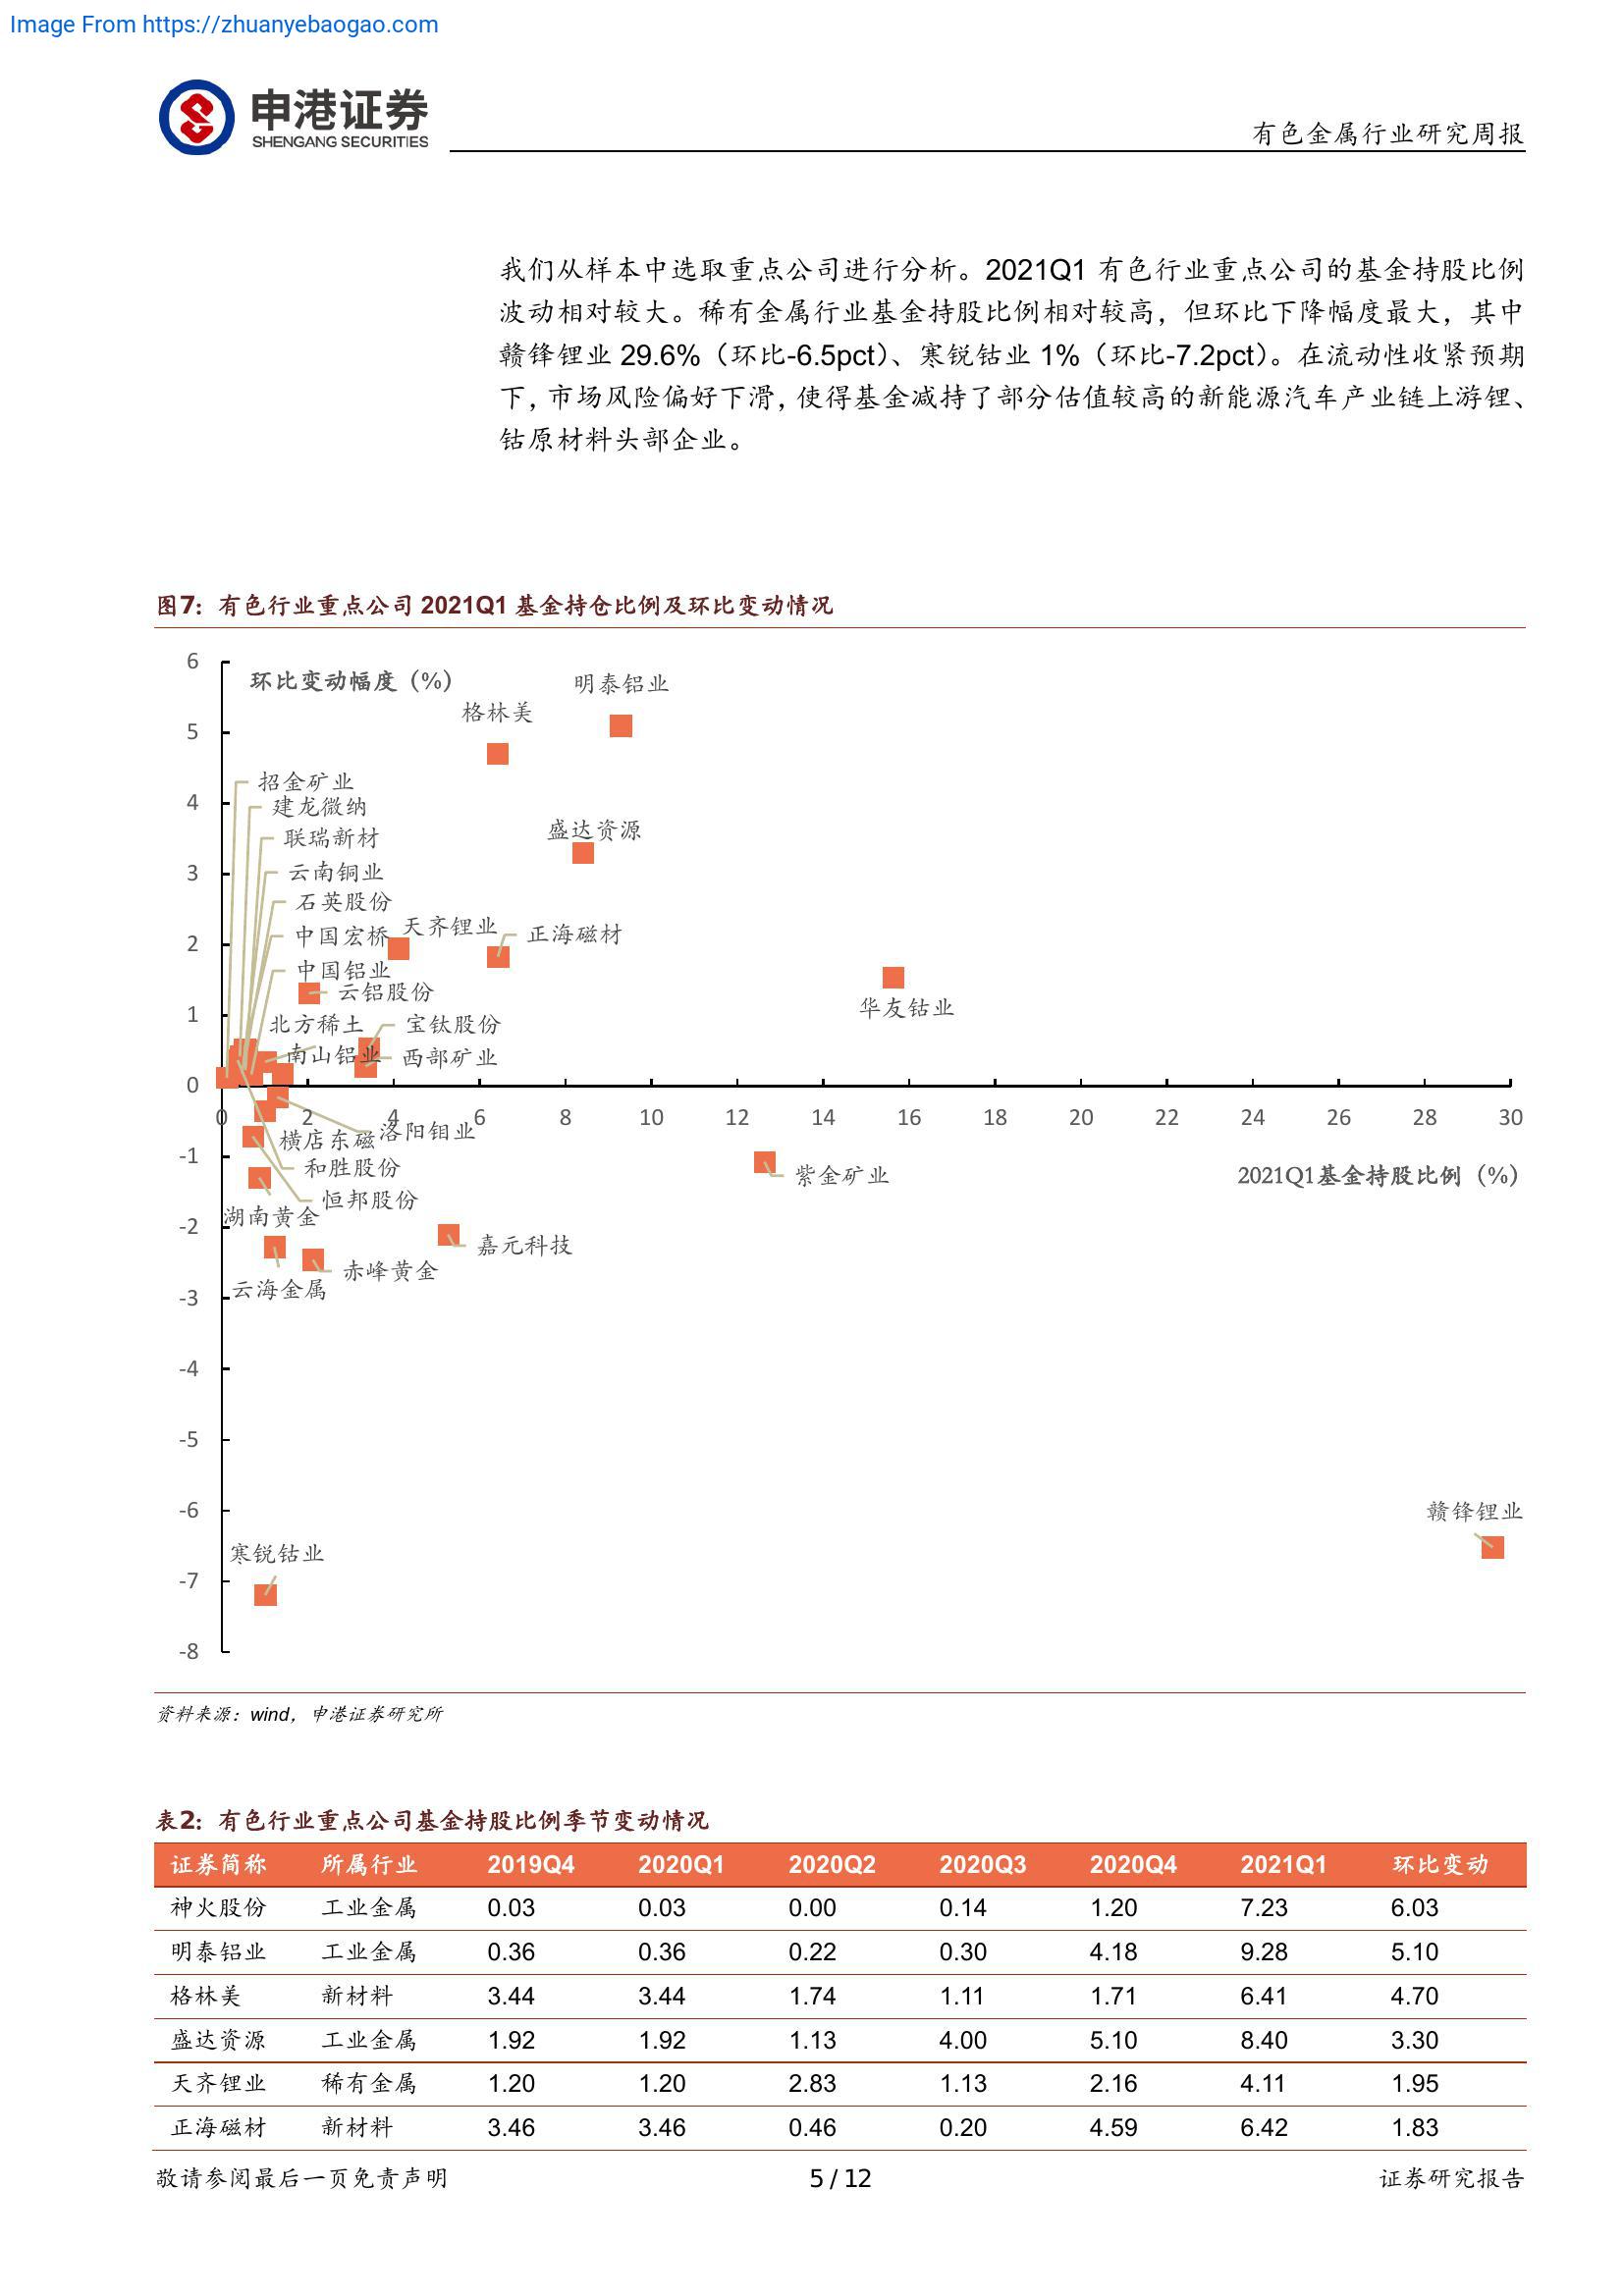 Image From https://zhuanyebaogao.com
申港证券
SHENGANG SECURITIES
有色金属行业研究周报
我们从样本中选取重点公司进行分析。2021Q1 有色行业重点公司的基金持股比例
波动相对较大。稀有金属行业基金持股比例相对较高，但环比下降幅度最大，其中
赣锋锂业 29.6%（环比-6.5pct）、寒锐钴业 1%（环比-7.2pct）。在流动性收紧预期
下，市场风险偏好下滑，使得基金减持了部分估值较高的新能源汽车产业链上游锂、
钴原材料头部企业。
图7：有色行业重点公司 2021Q1 基金持仓比例及环比变动情况
6
环比变动幅度（%）
明泰铝业
格林美
5
招金矿业
4
建龙微纳
联瑞新材
盛达资源
3
云南铜业
石英股份
2
中国宏桥
天齐锂业
正海磁材
中国铝业
云铝股份
华友钴业
1
北方稀土
宝钛股份
南山铝业
西部矿业
0
0 2 4 6 8 10 12 14 16 18 20 22 24 26 28 30
横店东磁
洛阳钼业
-1
和胜股份
紫金矿业
2021Q1基金持股比例（%）
恒邦股份
湖南黄金
-2
嘉元科技
赤峰黄金
云海金属
-3
-4
-5
-6
赣锋锂业
寒锐钴业
-7
-8
资料来源：wind，申港证券研究所
表2：有色行业重点公司基金持股比例季节变动情况
证券简称 所属行业 2019Q4 2020Q1 2020Q2 2020Q3 2020Q4 2021Q1 环比变动
神火股份 工业金属 0.03 0.03 0.00 0.14 1.20 7.23 6.03
明泰铝业 工业金属 0.36 0.36 0.22 0.30 4.18 9.28 5.10
格林美 新材料 3.44 3.44 1.74 1.11 1.71 6.41 4.70
盛达资源 工业金属 1.92 1.92 1.13 4.00 5.10 8.40 3.30
天齐锂业 稀有金属 1.20 1.20 2.83 1.13 2.16 4.11 1.95
正海磁材 新材料 3.46 3.46 0.46 0.20 4.59 6.42 1.83
敬请参阅最后一页免责声明
5 / 12
证券研究报告